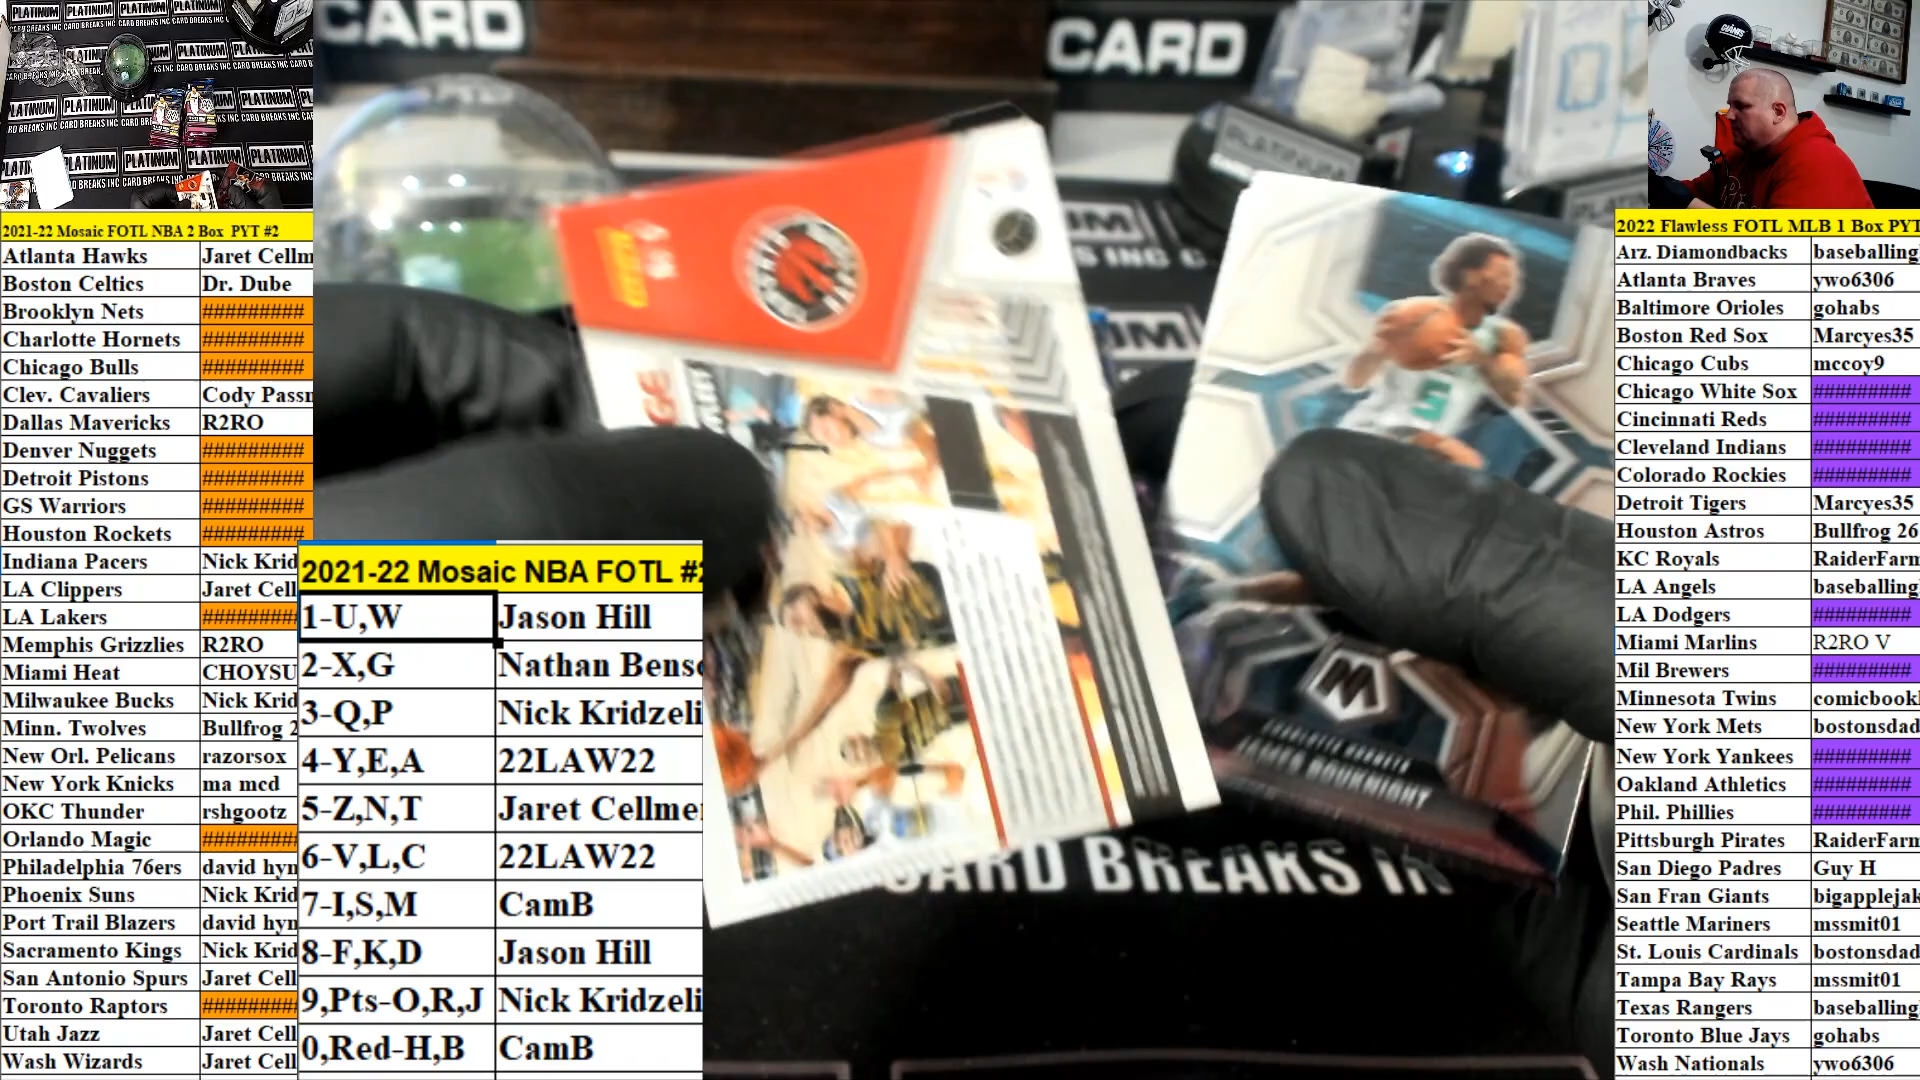 2021-22 Mosaic FOTL NBA 2 Box PYT #2
Atlanta Hawks Jaret Cellm
Boston Celtics Dr. Dube
Brooklyn Nets #########
Charlotte Hornets #########
Chicago Bulls #########
Clev. Cavaliers Cody Passm
Dallas Mavericks R2RO
Denver Nuggets #########
Detroit Pistons #########
GS Warriors #########
Houston Rockets #########
Indiana Pacers Nick Krid
LA Clippers Jaret Cell
LA Lakers #########
Memphis Grizzlies R2RO
Miami Heat CHOYSU
Milwaukee Bucks Nick Krid
Minn. Twolves Bullfrog 2
New Orl. Pelicans razorsox
New York Knicks ma mcd
OKC Thunder rshgootz
Orlando Magic #########
Philadelphia 76ers david hyn
Phoenix Suns Nick Krid
Port Trail Blazers david hyn
Sacramento Kings Nick Krid
San Antonio Spurs Jaret Cell
Toronto Raptors #########
Utah Jazz Jaret Cell
Wash Wizards Jaret Cell
2021-22 Mosaic NBA FOTL #2
1-U,W Jason Hill
2-X,G Nathan Benso
3-Q,P Nick Kridzeli
4-Y,E,A 22LAW22
5-Z,N,T Jaret Cellme
6-V,L,C 22LAW22
7-I,S,M CamB
8-F,K,D Jason Hill
9,Pts-O,R,J Nick Kridzeli
0,Red-H,B CamB
CARD
CARD
PLATINUM
CARD BREAKS IN
CHARLOTTE HORNETS
JAMES BOUKNIGHT
GIANTS
2022 Flawless FOTL MLB 1 Box PYT
Arz. Diamondbacks baseballing
Atlanta Braves ywo6306
Baltimore Orioles gohabs
Boston Red Sox Marcyes35
Chicago Cubs mccoy9
Chicago White Sox #########
Cincinnati Reds #########
Cleveland Indians #########
Colorado Rockies #########
Detroit Tigers Marcyes35
Houston Astros Bullfrog 26
KC Royals RaiderFarm
LA Angels baseballing
LA Dodgers #########
Miami Marlins R2RO V
Mil Brewers #########
Minnesota Twins comicbook
New York Mets bostonsdad
New York Yankees #########
Oakland Athletics #########
Phil. Phillies #########
Pittsburgh Pirates RaiderFarm
San Diego Padres Guy H
San Fran Giants bigapplejak
Seattle Mariners mssmit01
St. Louis Cardinals bostonsdad
Tampa Bay Rays mssmit01
Texas Rangers baseballing
Toronto Blue Jays gohabs
Wash Nationals ywo6306